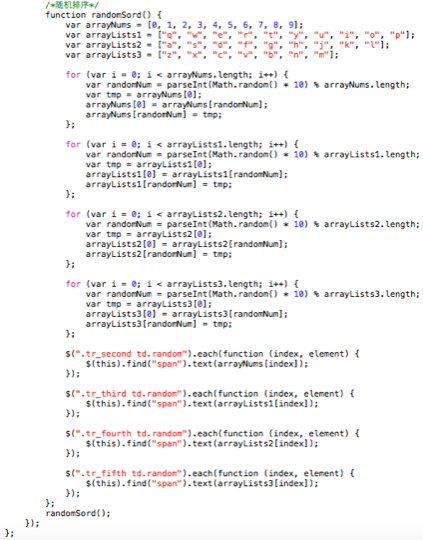 /*随机排序*/
function randomSord() {
var arrayNums = [0, 1, 2, 3, 4, 5, 6, 7, 8, 9];
var arrayLists1 = ["q", "w", "e", "r", "t", "y", "u", "i", "o", "p"];
var arrayLists2 = ["a", "s", "d", "f", "g", "h", "j", "k", "l"];
var arrayLists3 = ["z", "x", "c", "v", "b", "n", "m"];
for (var i = 0; i < arrayNums.length; i++) {
var randomNum = parseInt(Math.random() * 10) % arrayNums.length;
var tmp = arrayNums[0];
arrayNums[0] = arrayNums[randomNum];
arrayNums[randomNum] = tmp;
};
for (var i = 0; i < arrayLists1.length; i++) {
var randomNum = parseInt(Math.random() * 10) % arrayLists1.length;
var tmp = arrayLists1[0];
arrayLists1[0] = arrayLists1[randomNum];
arrayLists1[randomNum] = tmp;
};
for (var i = 0; i < arrayLists2.length; i++) {
var randomNum = parseInt(Math.random() * 10) % arrayLists2.length;
var tmp = arrayLists2[0];
arrayLists2[0] = arrayLists2[randomNum];
arrayLists2[randomNum] = tmp;
};
for (var i = 0; i < arrayLists3.length; i++) {
var randomNum = parseInt(Math.random() * 10) % arrayLists3.length;
var tmp = arrayLists3[0];
arrayLists3[0] = arrayLists3[randomNum];
arrayLists3[randomNum] = tmp;
};
$(".tr_second td.random").each(function (index, element) {
$(this).find("span").text(arrayNums[index]);
});
$(".tr_third td.random").each(function (index, element) {
$(this).find("span").text(arrayLists1[index]);
});
$(".tr_fourth td.random").each(function (index, element) {
$(this).find("span").text(arrayLists2[index]);
});
$(".tr_fifth td.random").each(function (index, element) {
$(this).find("span").text(arrayLists3[index]);
});
};
randomSord();
});
};